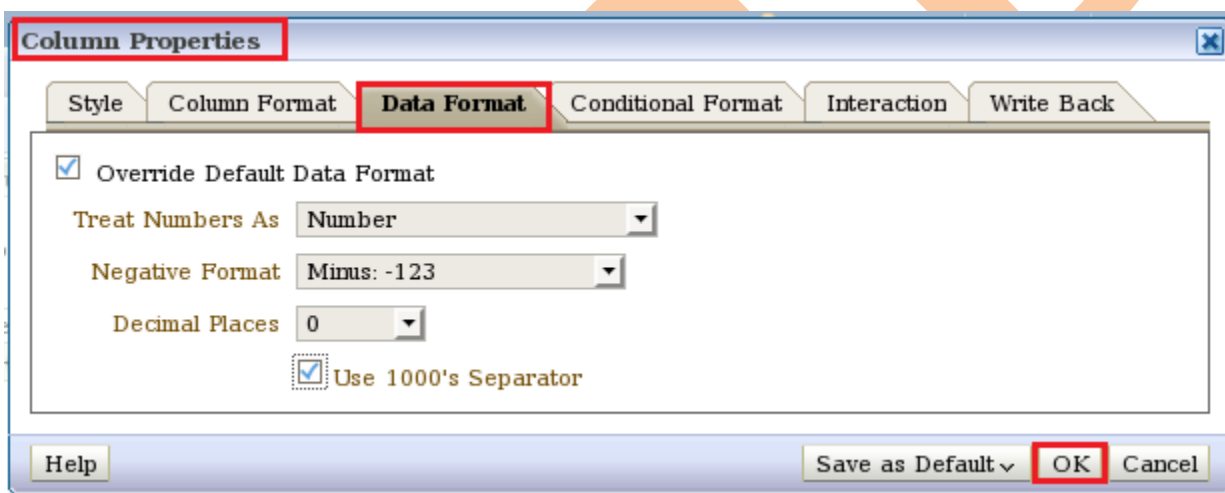 Column Properties
Style Column Format Data Format Conditional Format Interaction Write Back
Override Default Data Format
Treat Numbers As Number
Negative Format Minus: -123
Decimal Places 0
Use 1000's Separator
Help Save as Default OK Cancel